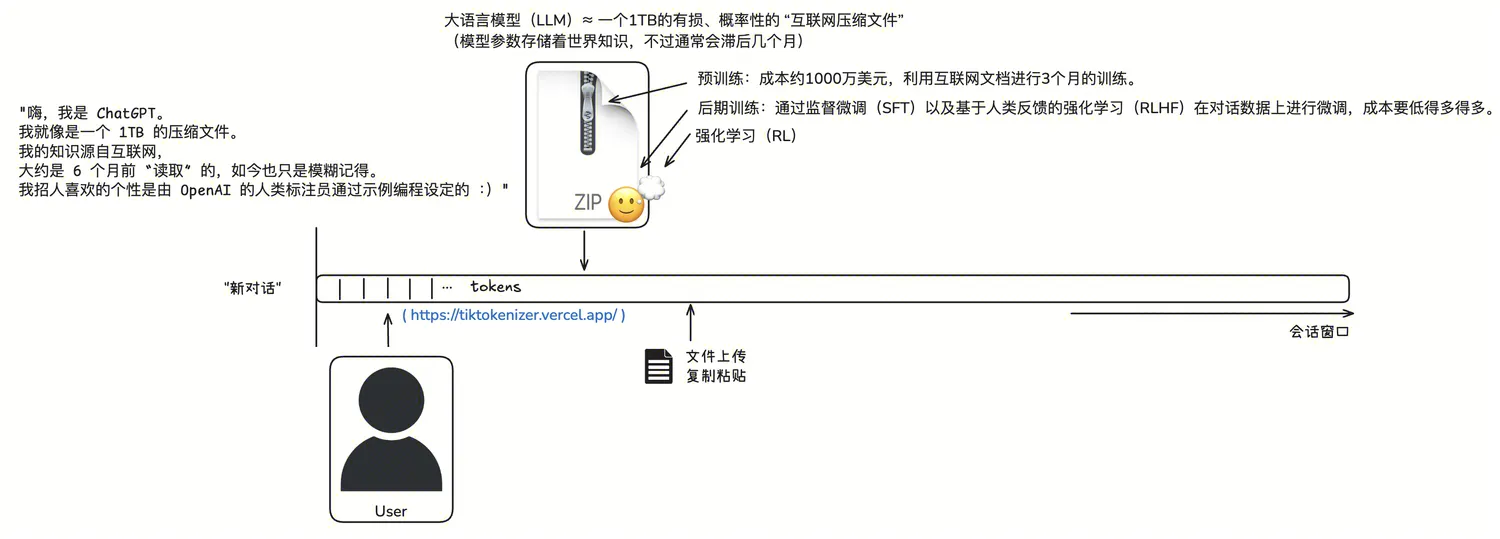 大语言模型（LLM）≈ 一个1TB的有损、概率性的 “互联网压缩文件”
（模型参数存储着世界知识，不过通常会滞后几个月）
预训练：成本约1000万美元，利用互联网文档进行3个月的训练。
后期训练：通过监督微调（SFT）以及基于人类反馈的强化学习（RLHF）在对话数据上进行微调，成本要低得多得多。
强化学习（RL）
"嗨，我是 ChatGPT。
我就像是一个 1TB 的压缩文件。
我的知识源自互联网，
大约是 6 个月前 “读取” 的，如今也只是模糊记得。
我招人喜欢的个性是由 OpenAI 的人类标注员通过示例编程设定的 :) "
ZIP
"新对话"
... tokens
( https://tiktokenizer.vercel.app/ )
会话窗口
文件上传
复制粘贴
User